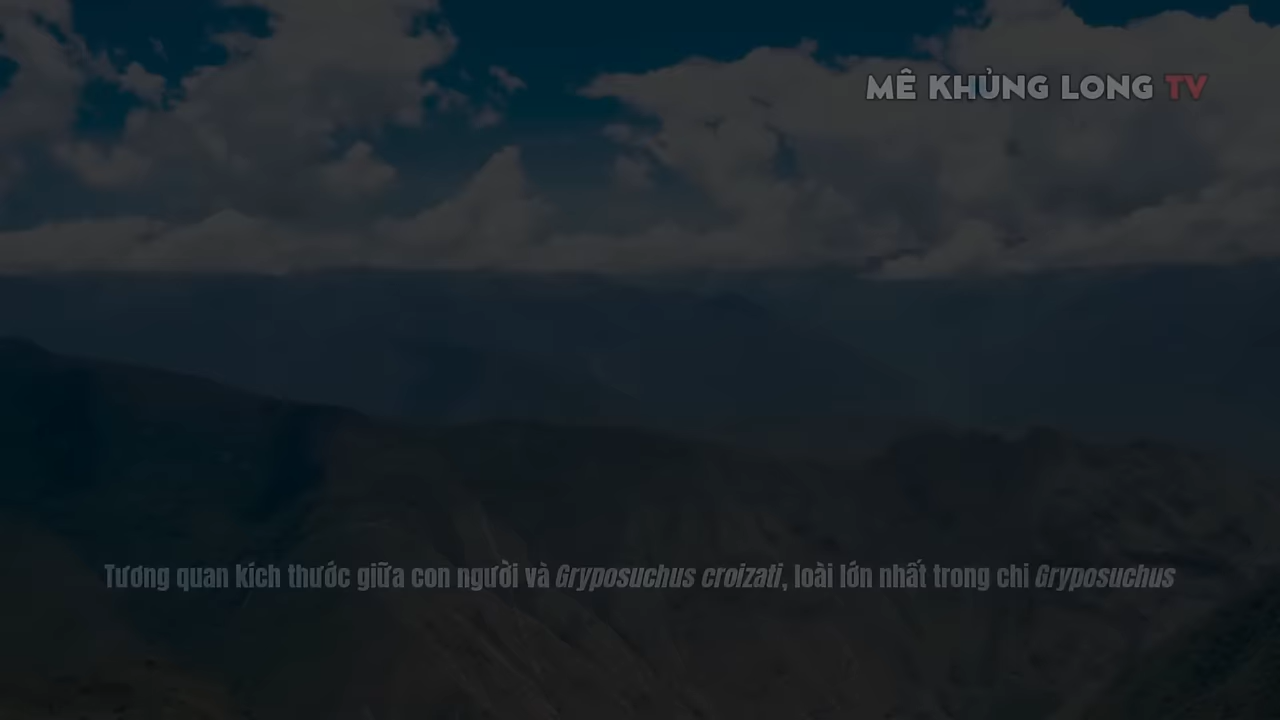 MÊ KHỦNG LONG TV
Tương quan kích thước giữa con người và Gryposuchus croizati, loài lớn nhất trong chi Gryposuchus